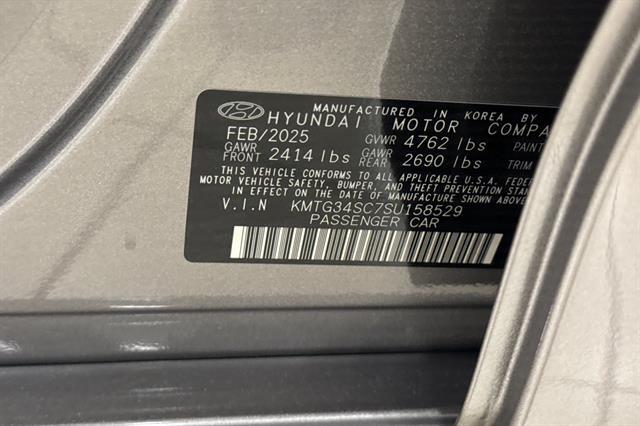 MANUFACTURED IN KOREA BY
HYUNDAI MOTOR COMPA
FEB/2025 GVWR 4762 lbs PAINT
GAWR FRONT 2414 lbs GAWR REAR 2690 lbs TRIM
THIS VEHICLE CONFORMS TO ALL APPLICABLE U.S.A. FEDER
MOTOR VEHICLE SAFETY, BUMPER, AND THEFT PREVENTION STAN
IN EFFECT ON THE DATE OF MANUFACTURE SHOWN ABOVE.
V.I.N KMTG34SC7SU158529
PASSENGER CAR